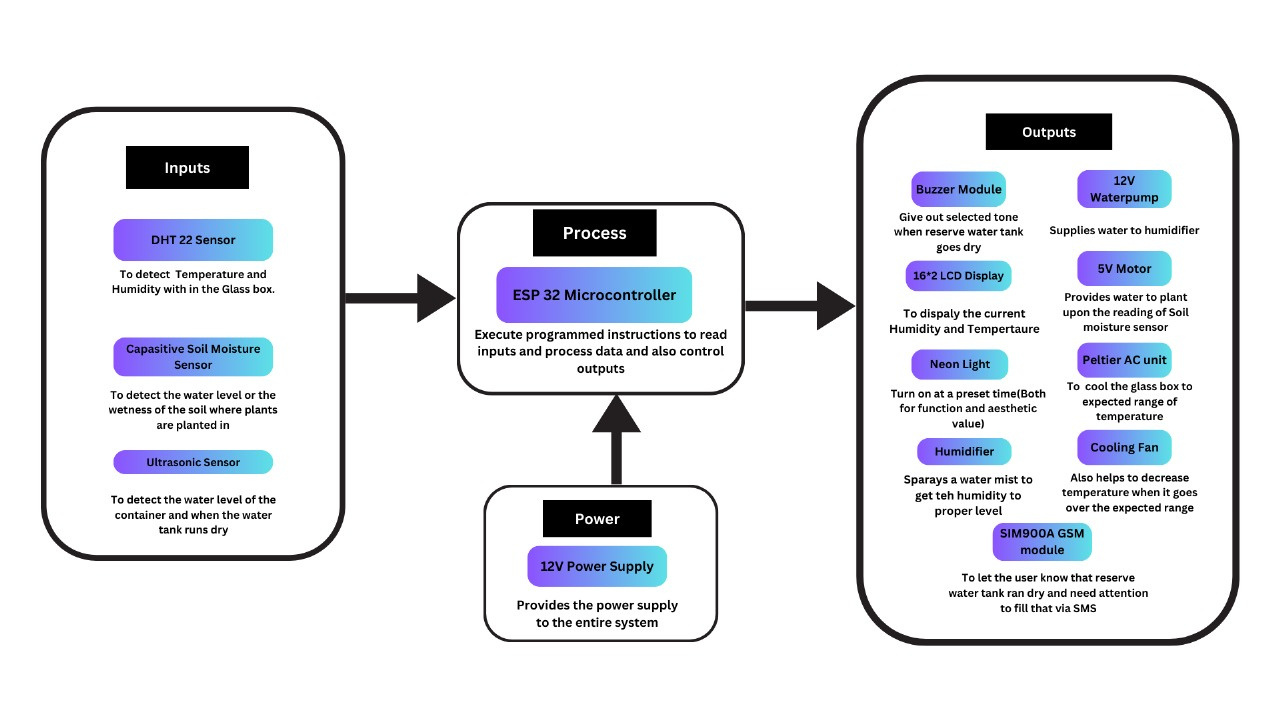 Inputs
DHT 22 Sensor
To detect  Temperature and
Humidity with in the Glass box.
Capasitive Soil Moisture
Sensor
To detect the water level or the
wetness of the soil where plants
are planted in
Ultrasonic Sensor
To detect the water level of the
container and when the water
tank runs dry
Process
ESP 32 Microcontroller
Execute programmed instructions to read
inputs and process data and also control
outputs
Power
12V Power Supply
Provides the power supply
to the entire system
Outputs
Buzzer Module
Give out selected tone
when reserve water tank
goes dry
16*2 LCD Display
To dispaly the current
Humidity and Tempertaure
Neon Light
Turn on at a preset time(Both
for function and aesthetic
value)
Humidifier
Sparays a water mist to
get teh humidity to
proper level
12V
Waterpump
Supplies water to humidifier
5V Motor
Provides water to plant
upon the reading of Soil
moisture sensor
Peltier AC unit
To  cool the glass box to
expected range of
temperature
Cooling Fan
Also helps to decrease
temperature when it goes
over the expected range
SIM900A GSM
module
To let the user know that reserve
water tank ran dry and need attention
to fill that via SMS